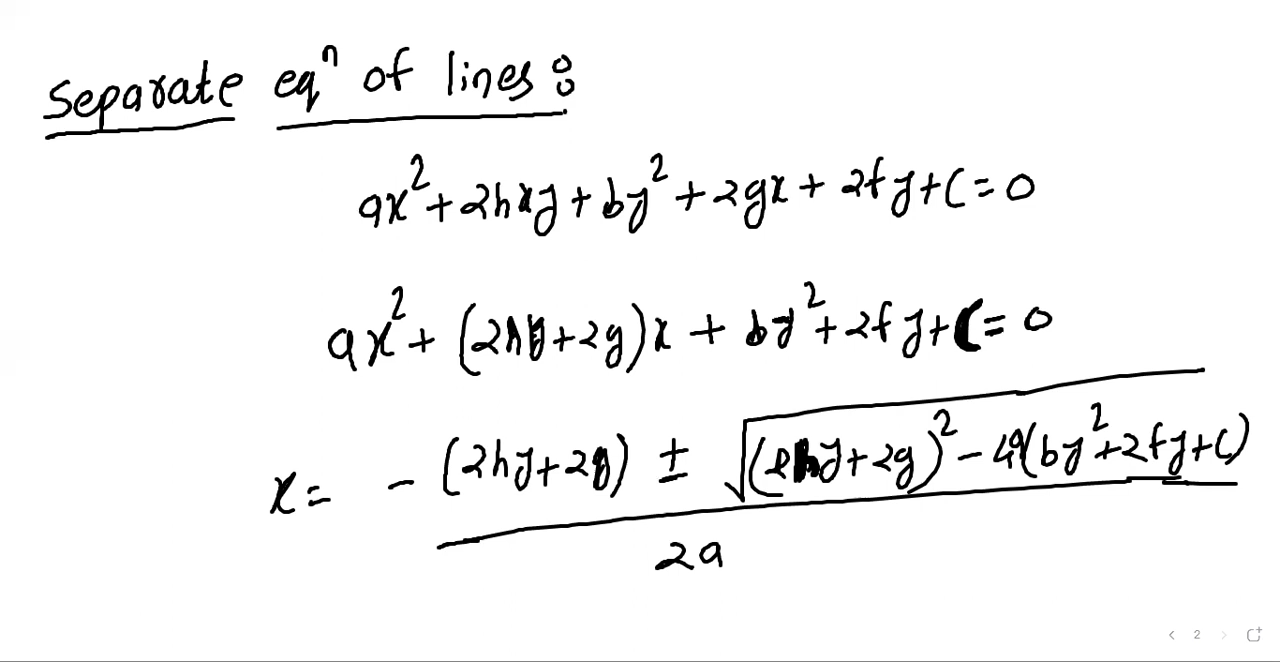 Separate eqⁿ of lines :
ax² + 2hxy + by² + 2gx + 2fy + c = 0
ax² + (2hy + 2g)x + by² + 2fy + c = 0
x = - (2hy + 2g) ± √((2hy + 2g)² - 4a(by² + 2fy + c))
2a
2